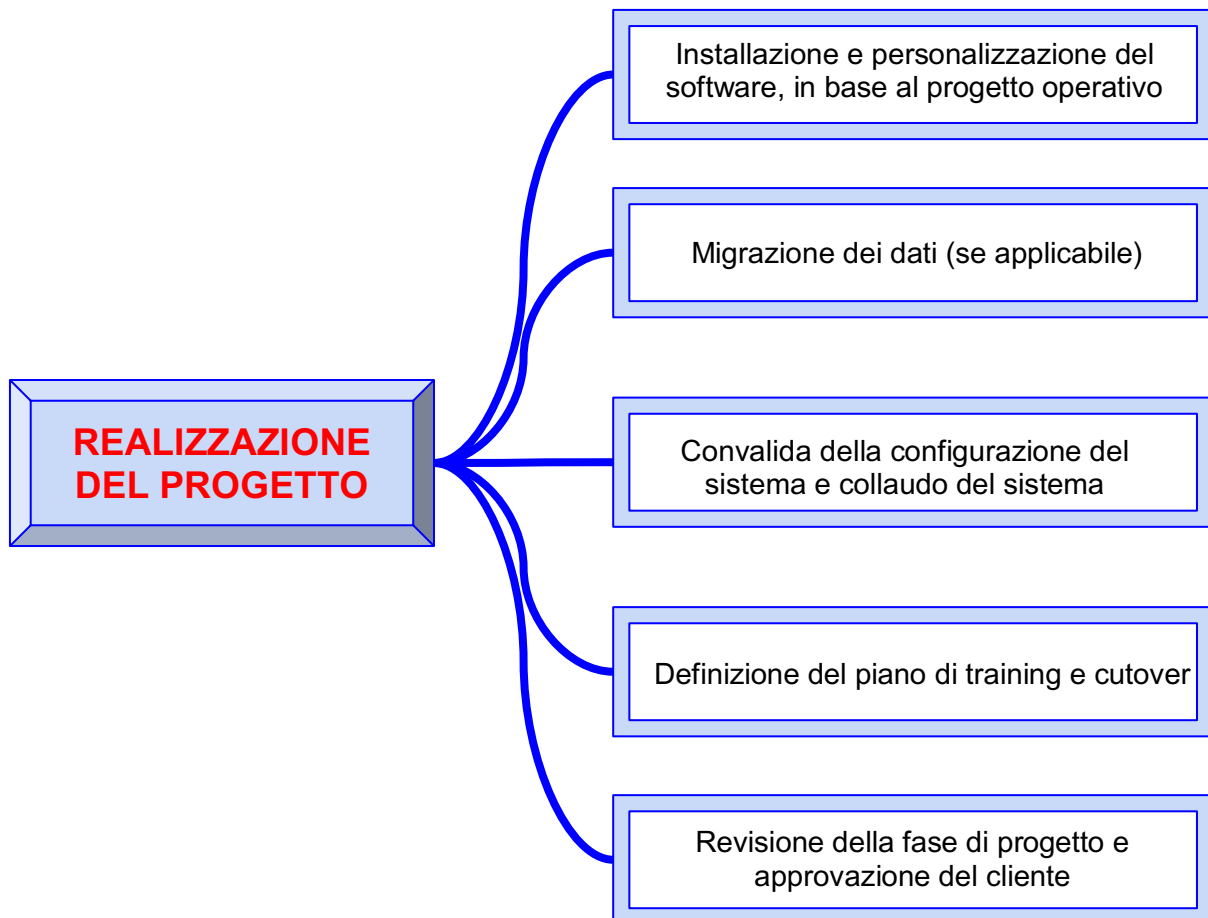 Installazione e personalizzazione del
software, in base al progetto operativo
Migrazione dei dati (se applicabile)
REALIZZAZIONE
DEL PROGETTO
Convalida della configurazione del
sistema e collaudo del sistema
Definizione del piano di training e cutover
Revisione della fase di progetto e
approvazione del cliente